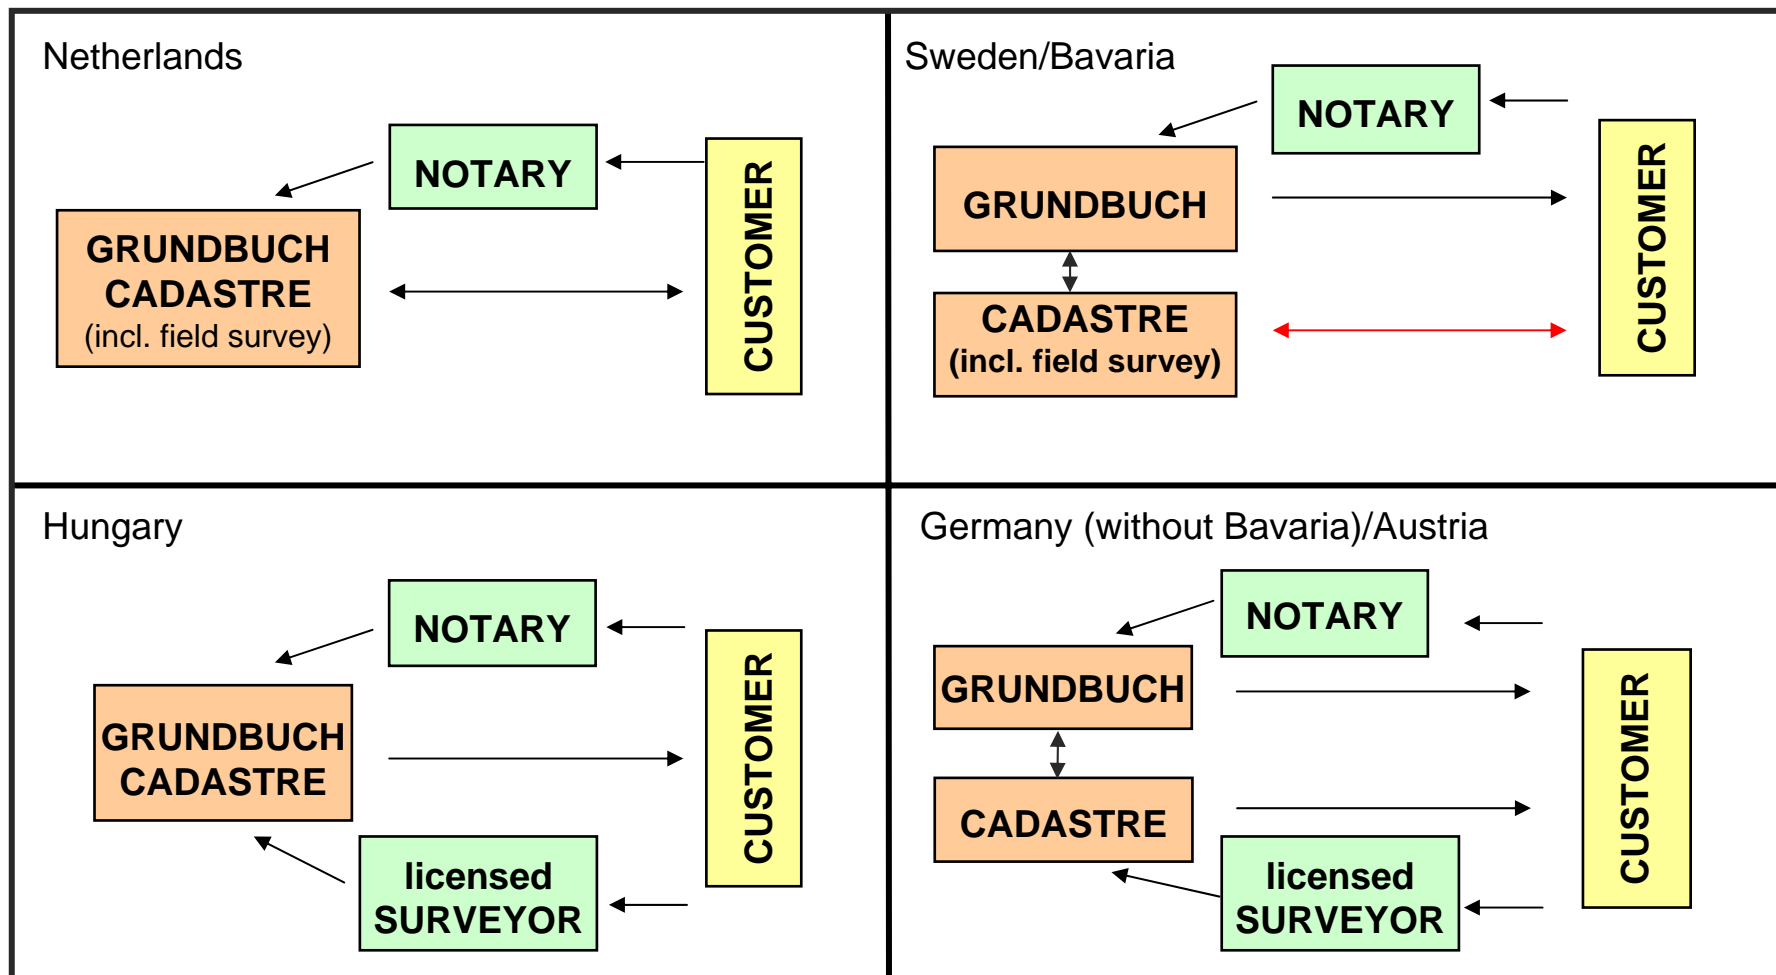 Netherlands
NOTARY
GRUNDBUCH
CADASTRE
(incl. field survey)
CUSTOMER
Sweden/Bavaria
NOTARY
GRUNDBUCH
CADASTRE
(incl. field survey)
CUSTOMER
Hungary
NOTARY
GRUNDBUCH
CADASTRE
licensed
SURVEYOR
CUSTOMER
Germany (without Bavaria)/Austria
NOTARY
GRUNDBUCH
CADASTRE
licensed
SURVEYOR
CUSTOMER